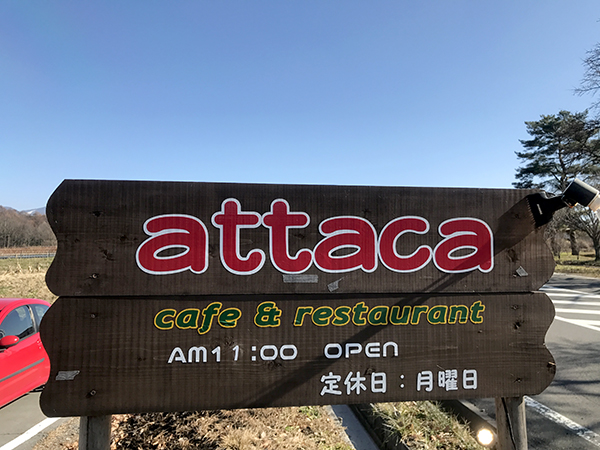 attaca
cafe & restaurant
AM11:00 OPEN
定休日：月曜日